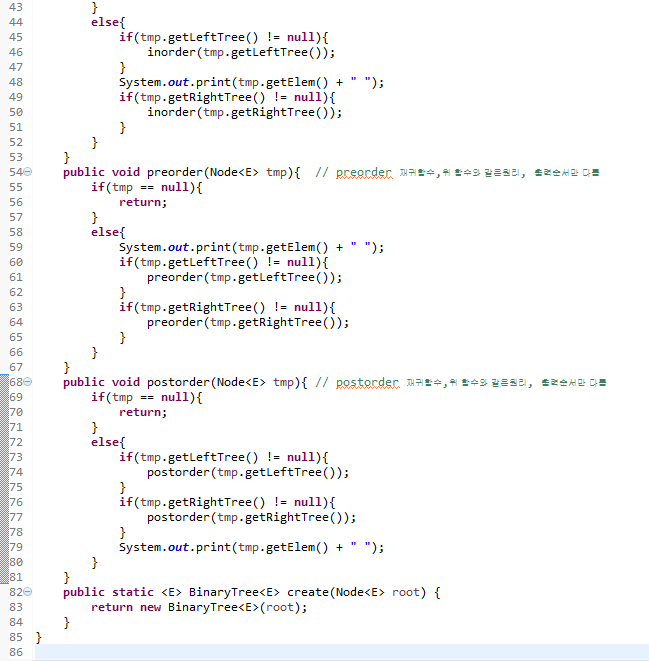 43         }
44         else{
45             if(tmp.getLeftTree() != null){
46                 inorder(tmp.getLeftTree());
47             }
48             System.out.print(tmp.getElem() + " ");
49             if(tmp.getRightTree() != null){
50                 inorder(tmp.getRightTree());
51             }
52         }
53     }
54     public void preorder(Node<E> tmp){  // preorder 재귀함수,위 함수와 같은원리, 출력순서만 다름
55         if(tmp == null){
56             return;
57         }
58         else{
59             System.out.print(tmp.getElem() + " ");
60             if(tmp.getLeftTree() != null){
61                 preorder(tmp.getLeftTree());
62             }
63             if(tmp.getRightTree() != null){
64                 preorder(tmp.getRightTree());
65             }
66         }
67     }
68     public void postorder(Node<E> tmp){ // postorder 재귀함수,위 함수와 같은원리, 출력순서만 다름
69         if(tmp == null){
70             return;
71         }
72         else{
73             if(tmp.getLeftTree() != null){
74                 postorder(tmp.getLeftTree());
75             }
76             if(tmp.getRightTree() != null){
77                 postorder(tmp.getRightTree());
78             }
79             System.out.print(tmp.getElem() + " ");
80         }
81     }
82     public static <E> BinaryTree<E> create(Node<E> root) {
83         return new BinaryTree<E>(root);
84     }
85 }
86